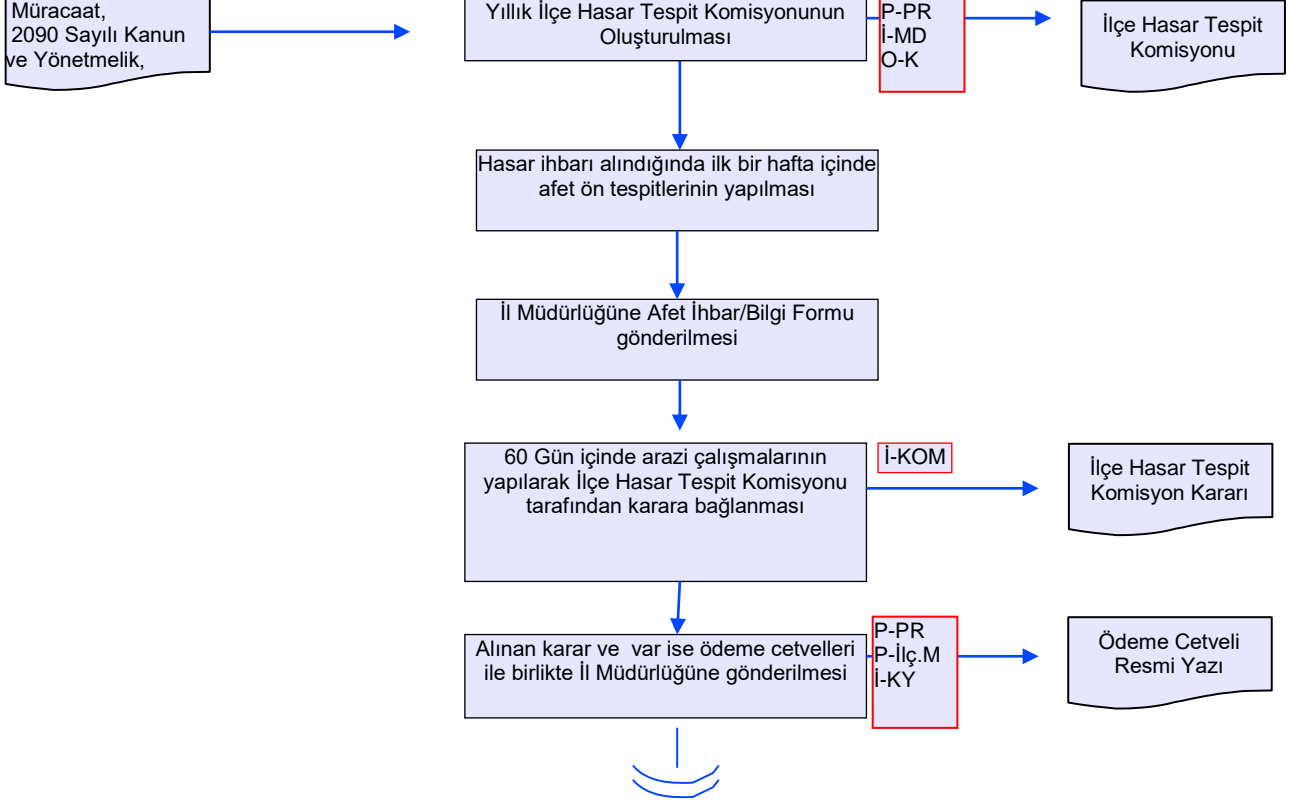 Müracaat,
2090 Sayılı Kanun
ve Yönetmelik,
Yıllık İlçe Hasar Tespit Komisyonunun
Oluşturulması
P-PR
İ-MD
O-K
İlçe Hasar Tespit
Komisyonu
Hasar ihbarı alındığında ilk bir hafta içinde
afet ön tespitlerinin yapılması
İl Müdürlüğüne Afet İhbar/Bilgi Formu
gönderilmesi
60 Gün içinde arazi çalışmalarının
yapılarak İlçe Hasar Tespit Komisyonu
tarafından karara bağlanması
İ-KOM
İlçe Hasar Tespit
Komisyon Kararı
Alınan karar ve var ise ödeme cetvelleri
ile birlikte İl Müdürlüğüne gönderilmesi
P-PR
P-İlç.M
İ-KY
Ödeme Cetveli
Resmi Yazı